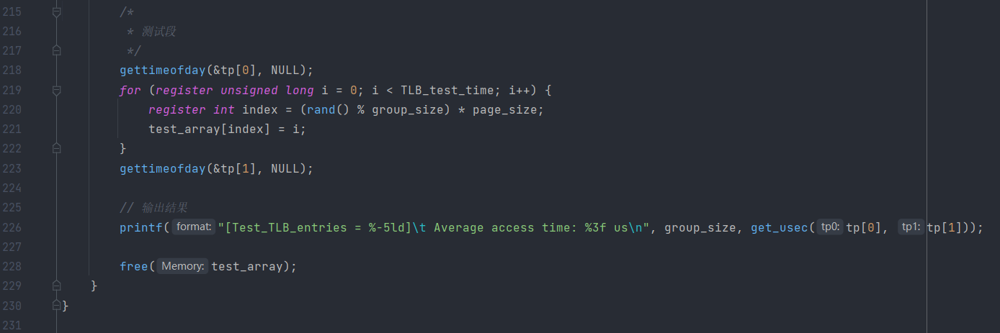 215 /*
216 * 测试段
217 */
218 gettimeofday(&tp[0], NULL);
219 for (register unsigned long i = 0; i < TLB_test_time; i++) {
220 register int index = (rand() % group_size) * page_size;
221 test_array[index] = i;
222 }
223 gettimeofday(&tp[1], NULL);
224
225 // 输出结果
226 printf( format: "[Test_TLB_entries = %-5ld]\t Average access time: %3f us\n", group_size, get_usec( tp0: tp[0], tp1: tp[1]));
227
228 free( Memory: test_array);
229 }
230 }
231